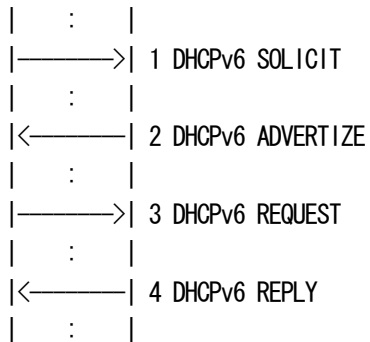 |    :    |
|--------->| 1 DHCPv6 SOLICIT
|    :    |
|<---------| 2 DHCPv6 ADVERTIZE
|    :    |
|--------->| 3 DHCPv6 REQUEST
|    :    |
|<---------| 4 DHCPv6 REPLY
|    :    |